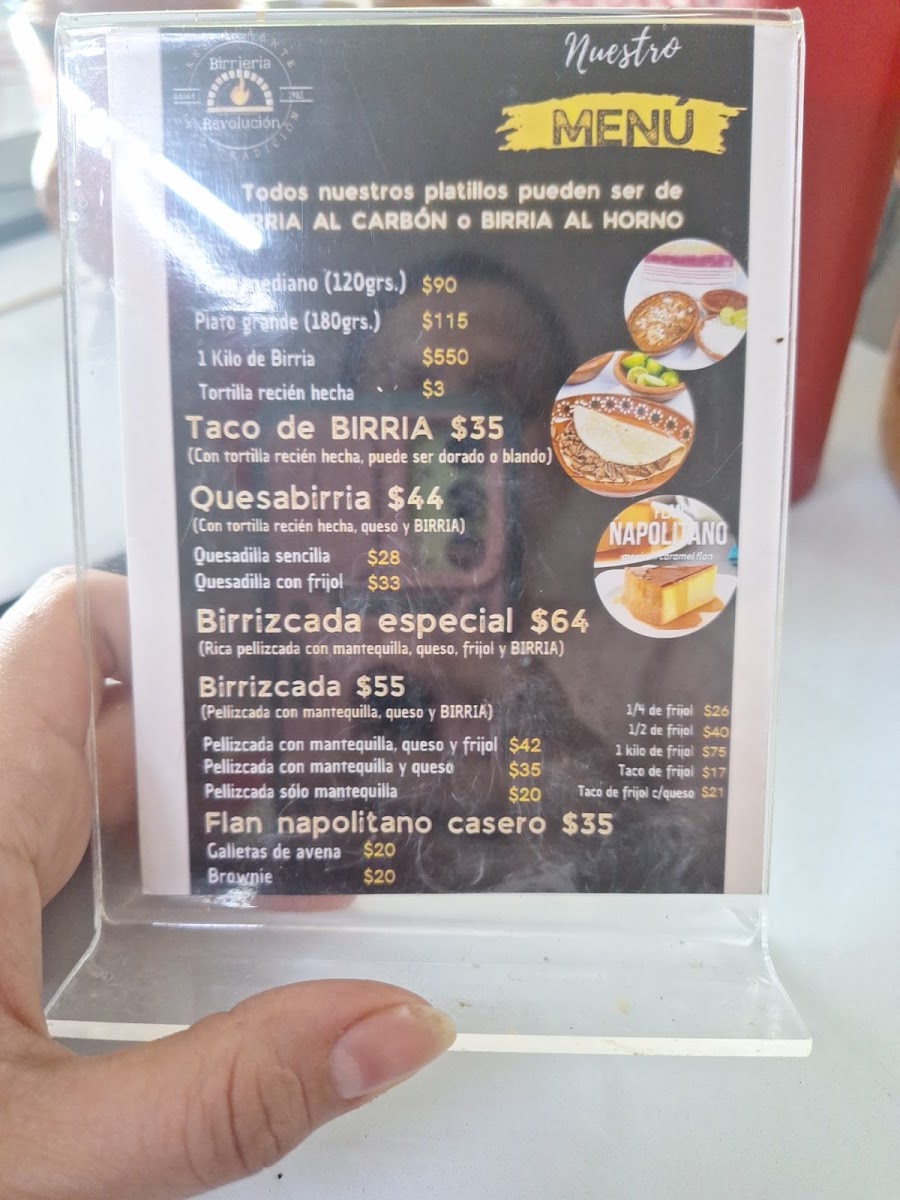 Birrieria
Revolución
Nuestro
MENÚ
Todos nuestros platillos pueden ser de
AL CARBÓN o BIRRIA AL HORNO
mediano (120grs.) $90
Plato grande (180grs.) $115
1 Kilo de Birria $550
Tortilla recién hecha $3
Taco de BIRRIA $35
(Con tortilla recién hecha, puede ser dorado o blando)
Quesabirria $44
(Con tortilla recién hecha, queso y BIRRIA)
NAPOLITANO
caramel flan
Quesadilla sencilla $28
Quesadilla con frijol $33
Birrizcada especial $64
(Rica pellizcada con mantequilla, queso, frijol y BIRRIA)
Birrizcada $55
(Pellizcada con mantequilla, queso y BIRRIA)
Pellizcada con mantequilla, queso y frijol $42
Pellizcada con mantequilla y queso $35
Pellizcada sólo mantequilla $20
1/4 de frijol $26
1/2 de frijol $40
1 kilo de frijol $75
Taco de frijol $17
Taco de frijol c/queso $21
Flan napolitano casero $35
Galletas de avena $20
Brownie $20